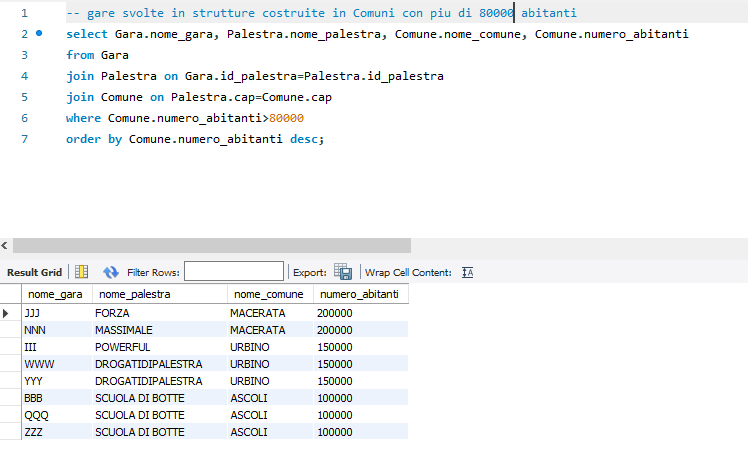 1 -- gare svolte in strutture costruite in Comuni con piu di 80000 abitanti
2 select Gara.nome_gara, Palestra.nome_palestra, Comune.nome_comune, Comune.numero_abitanti
3 from Gara
4 join Palestra on Gara.id_palestra=Palestra.id_palestra
5 join Comune on Palestra.cap=Comune.cap
6 where Comune.numero_abitanti>80000
7 order by Comune.numero_abitanti desc;
Result Grid Filter Rows: Export: Wrap Cell Content: IA
nome_gara nome_palestra nome_comune numero_abitanti
JJJ FORZA MACERATA 200000
NNN MASSIMALE MACERATA 200000
III POWERFUL URBINO 150000
WWW DROGATIDIPALESTRA URBINO 150000
YYY DROGATIDIPALESTRA URBINO 150000
BBB SCUOLA DI BOTTE ASCOLI 100000
QQQ SCUOLA DI BOTTE ASCOLI 100000
ZZZ SCUOLA DI BOTTE ASCOLI 100000